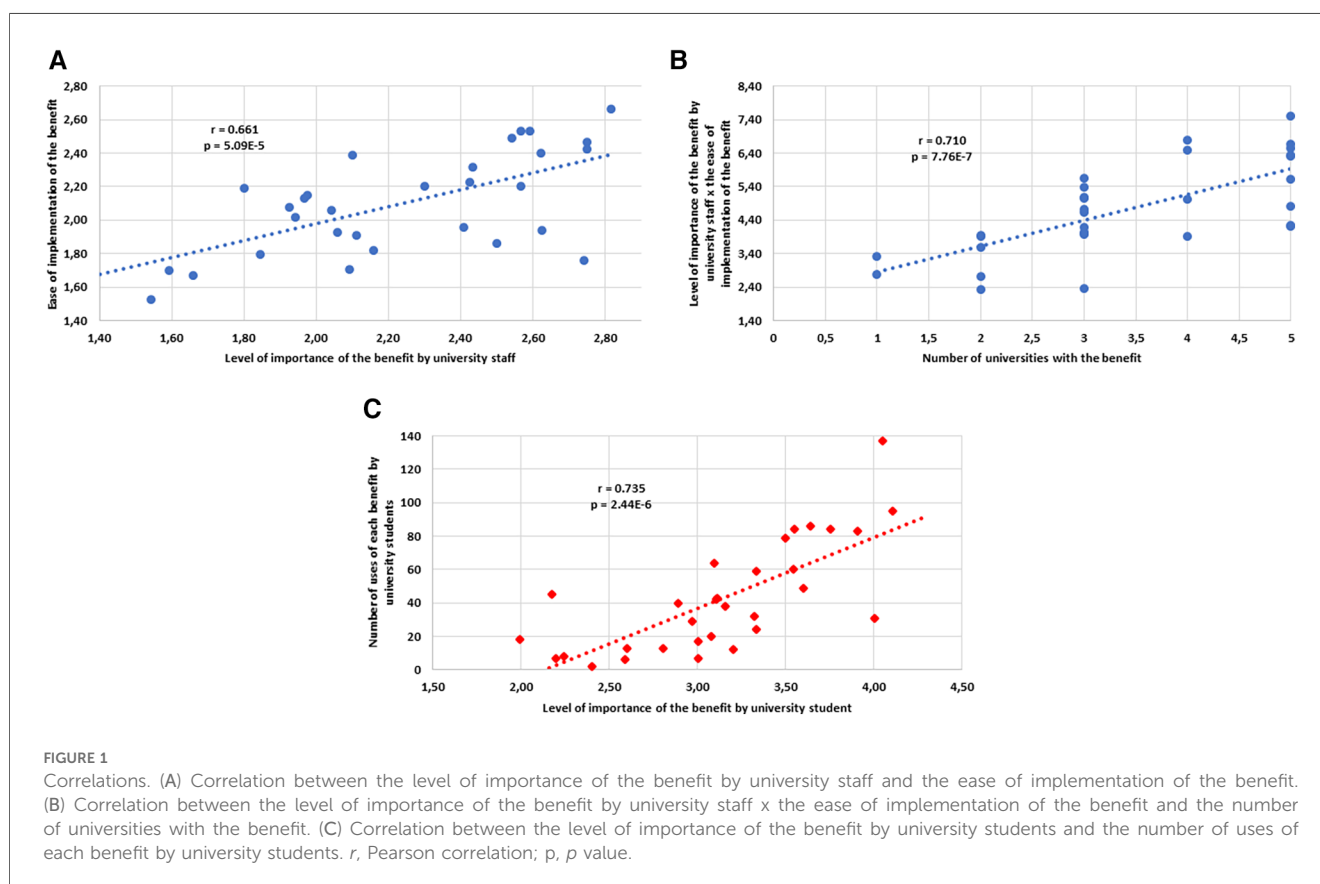 A
Ease of implementation of the benefit
2,80
2,60
2,40
2,20
2,00
1,80
1,60
1,40
r = 0.661
p = 5.09E-5
1,40 1,60 1,80 2,00 2,20 2,40 2,60 2,80
Level of importance of the benefit by university staff
B
Level of importance of the benefit by
university staff x the ease of
implementation of the benefit
8,40
7,40
6,40
5,40
4,40
3,40
2,40
1,40
r = 0.710
p = 7.76E-7
0 0,5 1 1,5 2 2,5 3 3,5 4 4,5 5
Number of universities with the benefit
C
Number of uses of each benefit by
university students
140
120
100
80
60
40
20
0
r = 0.735
p = 2.44E-6
1,50 2,00 2,50 3,00 3,50 4,00 4,50
Level of importance of the benefit by university student
FIGURE 1
Correlations. (A) Correlation between the level of importance of the benefit by university staff and the ease of implementation of the benefit.
(B) Correlation between the level of importance of the benefit by university staff x the ease of implementation of the benefit and the number
of universities with the benefit. (C) Correlation between the level of importance of the benefit by university students and the number of uses of
each benefit by university students. r, Pearson correlation; p, p value.